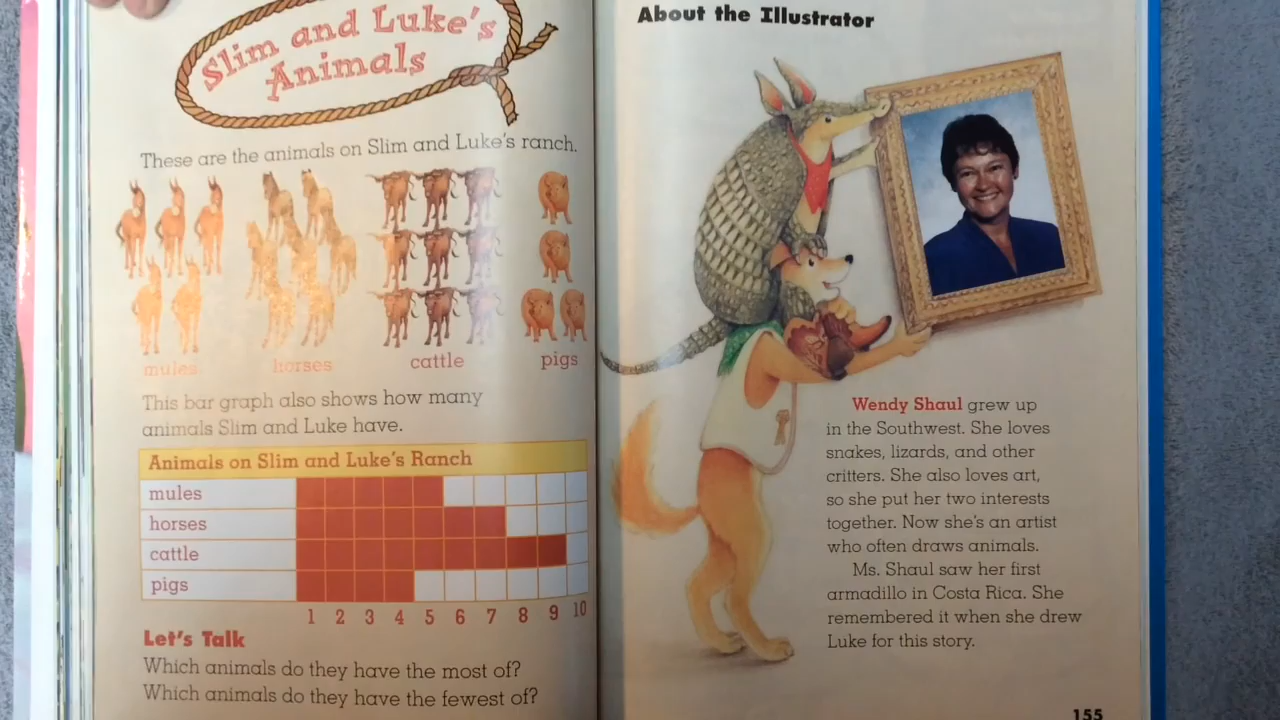 Slim and Luke's
Animals
These are the animals on Slim and Luke's ranch.
mules
horses
cattle
pigs
This bar graph also shows how many
animals Slim and Luke have.
Animals on Slim and Luke's Ranch
mules
horses
cattle
pigs
1 2 3 4 5 6 7 8 9 10
Let's Talk
Which animals do they have the most of?
Which animals do they have the fewest of?
About the Illustrator
Wendy Shaul grew up
in the Southwest. She loves
snakes, lizards, and other
critters. She also loves art,
so she put her two interests
together. Now she's an artist
who often draws animals.
Ms. Shaul saw her first
armadillo in Costa Rica. She
remembered it when she drew
Luke for this story.
155